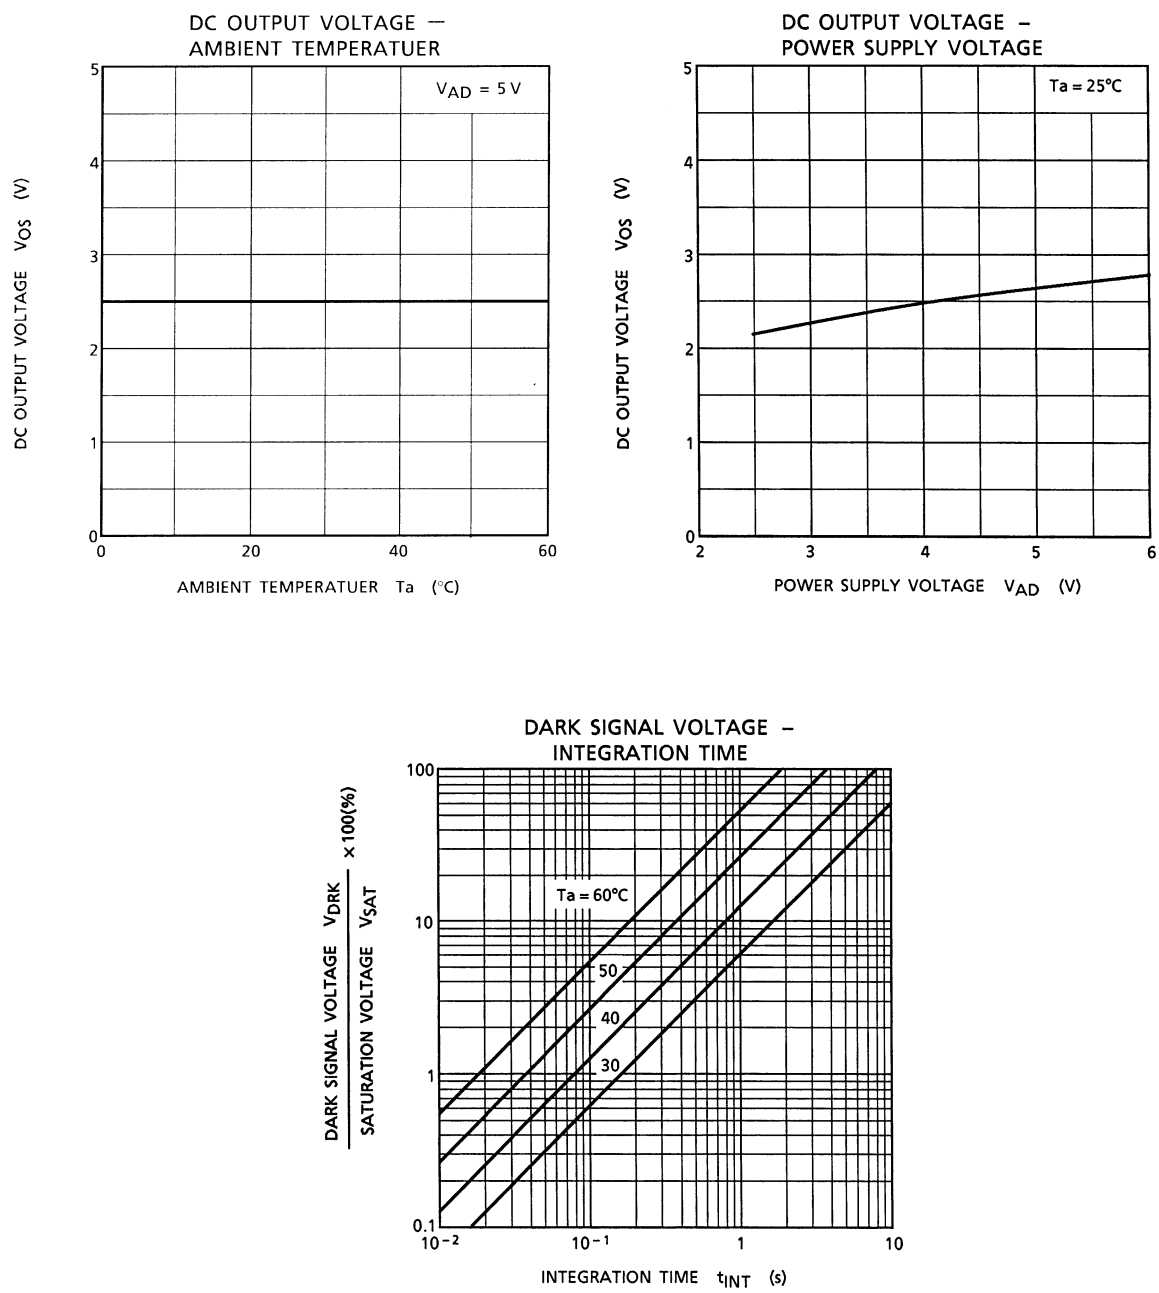 DC OUTPUT VOLTAGE —
AMBIENT TEMPERATUER
5
4
3
2
1
0
V_AD = 5 V
DC OUTPUT VOLTAGE V_OS (V)
0 20 40 60
AMBIENT TEMPERATUER Ta (°C)
DC OUTPUT VOLTAGE –
POWER SUPPLY VOLTAGE
5
4
3
2
1
0
Ta = 25°C
DC OUTPUT VOLTAGE V_OS (V)
2 3 4 5 6
POWER SUPPLY VOLTAGE V_AD (V)
DARK SIGNAL VOLTAGE –
INTEGRATION TIME
100
10
1
0.1
DARK SIGNAL VOLTAGE V_DRK
SATURATION VOLTAGE V_SAT
×100(%)
Ta = 60°C
50
40
30
10⁻² 10⁻¹ 1 10
INTEGRATION TIME t_INT (s)